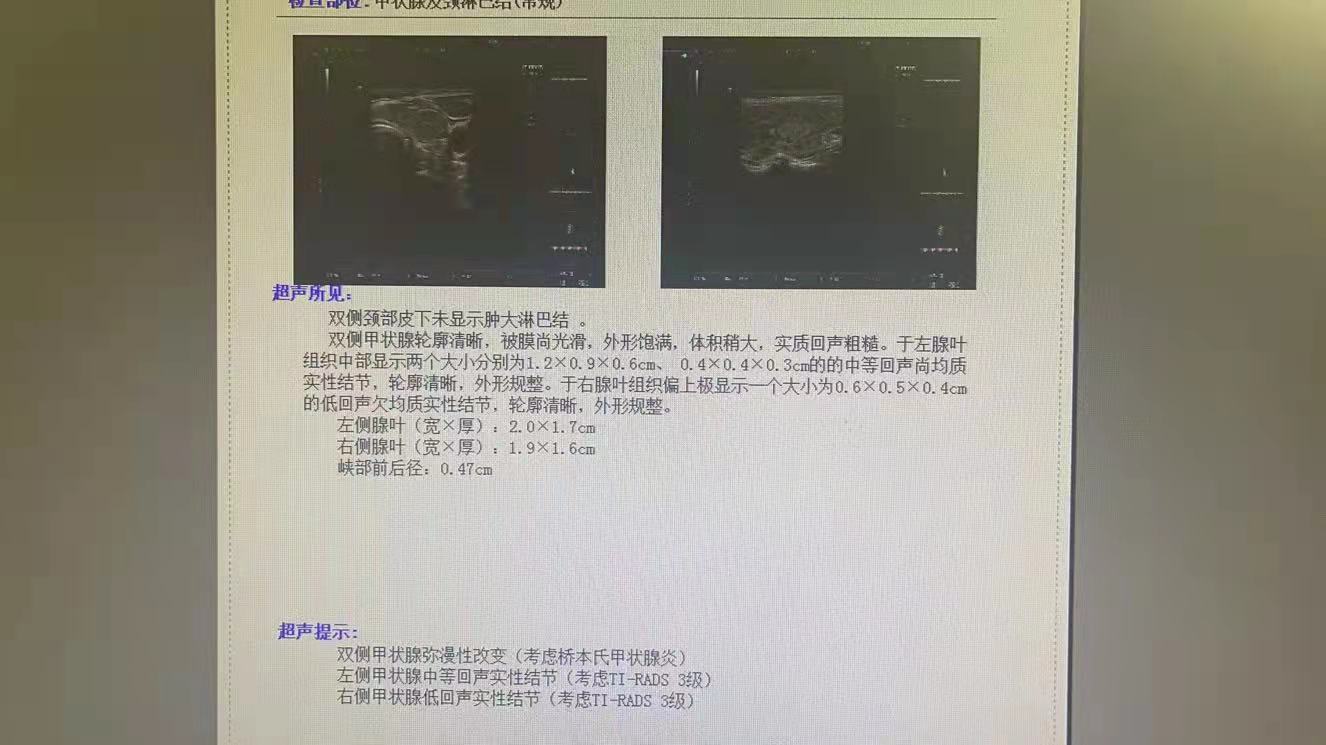 检查部位：甲状腺及颈淋巴结(常规)
超声所见：
双侧颈部皮下未显示肿大淋巴结 。
双侧甲状腺轮廓清晰，被膜尚光滑，外形饱满，体积稍大，实质回声粗糙。于左腺叶
组织中部显示两个大小分别为1.2×0.9×0.6cm、 0.4×0.4×0.3cm的的中等回声尚均质
实性结节，轮廓清晰，外形规整。于右腺叶组织偏上极显示一个大小为0.6×0.5×0.4cm
的低回声欠均质实性结节，轮廓清晰，外形规整。
左侧腺叶（宽×厚）：2.0×1.7cm
右侧腺叶（宽×厚）：1.9×1.6cm
峡部前后径：0.47cm
超声提示：
双侧甲状腺弥漫性改变（考虑桥本氏甲状腺炎）
左侧甲状腺中等回声实性结节（考虑TI-RADS 3级）
右侧甲状腺低回声实性结节（考虑TI-RADS 3级）